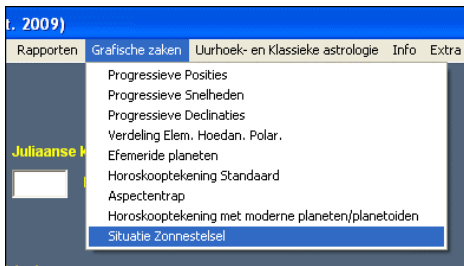 t. 2009)
Rapporten Grafische zaken Uurhoek- en Klassieke astrologie Info Extra
Progressieve Posities
Progressieve Snelheden
Progressieve Declinaties
Verdeling Elem. Hoedan. Polar.
Juliaanse k
Efemeride planeten
Horoskooptekening Standaard
Aspectentrap
Horoskooptekening met moderne planeten/planetoiden
Situatie Zonnestelsel